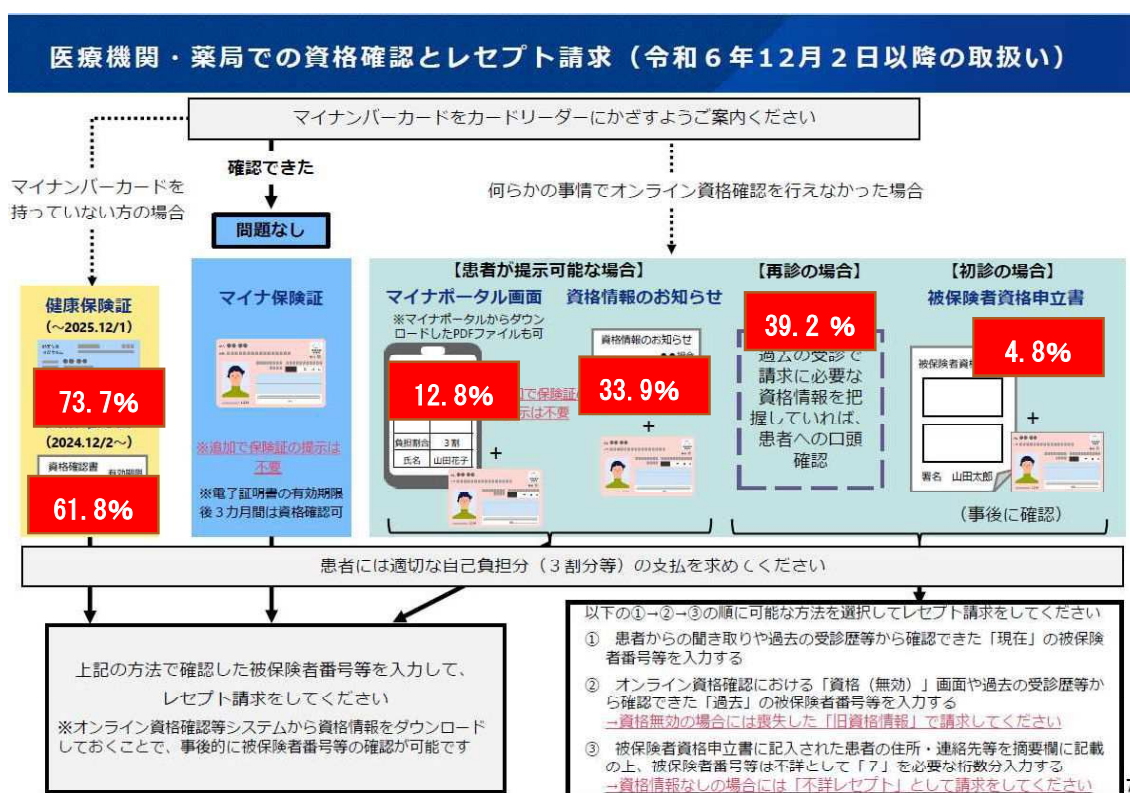 医療機関・薬局での資格確認とレセプト請求（令和６年12月２日以降の取扱い）
マイナンバーカードをカードリーダーにかざすようご案内ください
確認できた
マイナンバーカードを
持っていない方の場合
何らかの事情でオンライン資格確認を行えなかった場合
問題なし
健康保険証
（～2025.12/1）
73.7%
（2024.12/2～）
資格確認書
有効期限
61.8%
マイナ保険証
※追加で保険証の提示は
不要
※電子証明書の有効期限
後３カ月間は資格確認可
【患者が提示可能な場合】
マイナポータル画面
※マイナポータルからダウン
ロードしたPDFファイルも可
12.8%
負担割合 ３割
氏名 山田花子
+
資格情報のお知らせ
資格情報のお知らせ
33.9%
+
【再診の場合】
39.2 %
過去の受診で
請求に必要な
資格情報を把
握していれば、
患者への口頭
確認
【初診の場合】
被保険者資格申立書
被保険者資格
4.8%
+
署名 山田太郎
（事後に確認）
患者には適切な自己負担分（３割分等）の支払を求めてください
上記の方法で確認した被保険者番号等を入力して、
レセプト請求をしてください
※オンライン資格確認等システムから資格情報をダウンロード
しておくことで、事後的に被保険者番号等の確認が可能です
以下の①→②→③の順に可能な方法を選択してレセプト請求をしてください
① 患者からの聞き取りや過去の受診歴等から確認できた「現在」の被保険
者番号等を入力する
② オンライン資格確認における「資格（無効）」画面や過去の受診歴等か
ら確認できた「過去」の被保険者番号等を入力する
→資格無効の場合には喪失した「旧資格情報」で請求してください
③ 被保険者資格申立書に記入された患者の住所・連絡先等を摘要欄に記載
の上、被保険者番号等は不詳として「７」を必要な桁数分入力する
→資格情報なしの場合には「不詳レセプト」として請求をしてください